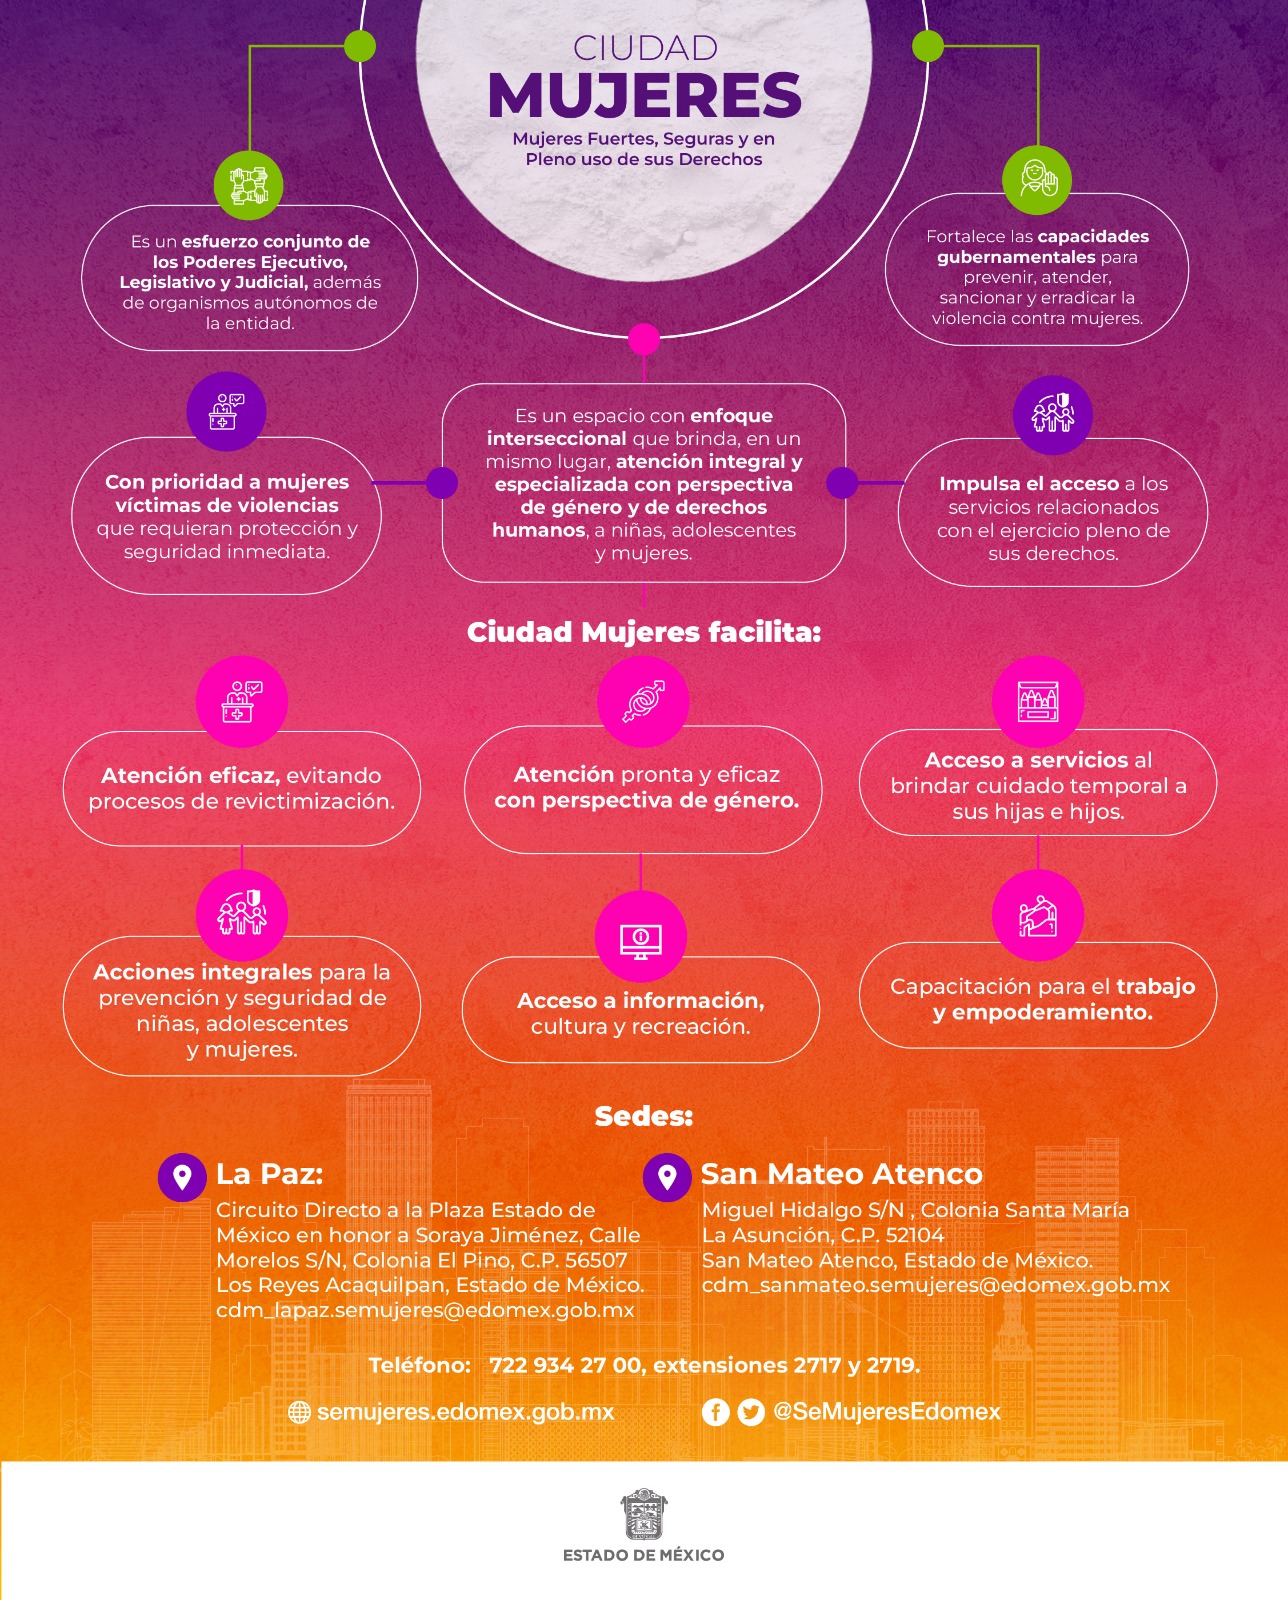 CIUDAD
MUJERES
Mujeres Fuertes, Seguras y en
Pleno uso de sus Derechos
Es un esfuerzo conjunto de
los Poderes Ejecutivo,
Legislativo y Judicial, además
de organismos autónomos de
la entidad.
Fortalece las capacidades
gubernamentales para
prevenir, atender,
sancionar y erradicar la
violencia contra mujeres.
Con prioridad a mujeres
víctimas de violencias
que requieran protección y
seguridad inmediata.
Es un espacio con enfoque
interseccional que brinda, en un
mismo lugar, atención integral y
especializada con perspectiva
de género y de derechos
humanos, a niñas, adolescentes
y mujeres.
Impulsa el acceso a los
servicios relacionados
con el ejercicio pleno de
sus derechos.
Ciudad Mujeres facilita:
Atención eficaz, evitando
procesos de revictimización.
Atención pronta y eficaz
con perspectiva de género.
Acceso a servicios al
brindar cuidado temporal a
sus hijas e hijos.
Acciones integrales para la
prevención y seguridad de
niñas, adolescentes
y mujeres.
Acceso a información,
cultura y recreación.
Capacitación para el trabajo
y empoderamiento.
Sedes:
La Paz:
Circuito Directo a la Plaza Estado de
México en honor a Soraya Jiménez, Calle
Morelos S/N, Colonia El Pino, C.P. 56507
Los Reyes Acaquilpan, Estado de México.
cdm_lapaz.semujeres@edomex.gob.mx
San Mateo Atenco
Miguel Hidalgo S/N , Colonia Santa María
La Asunción, C.P. 52104
San Mateo Atenco, Estado de México.
cdm_sanmateo.semujeres@edomex.gob.mx
Teléfono: 722 934 27 00, extensiones 2717 y 2719.
semujeres.edomex.gob.mx
@SeMujeresEdomex
ESTADO DE MÉXICO